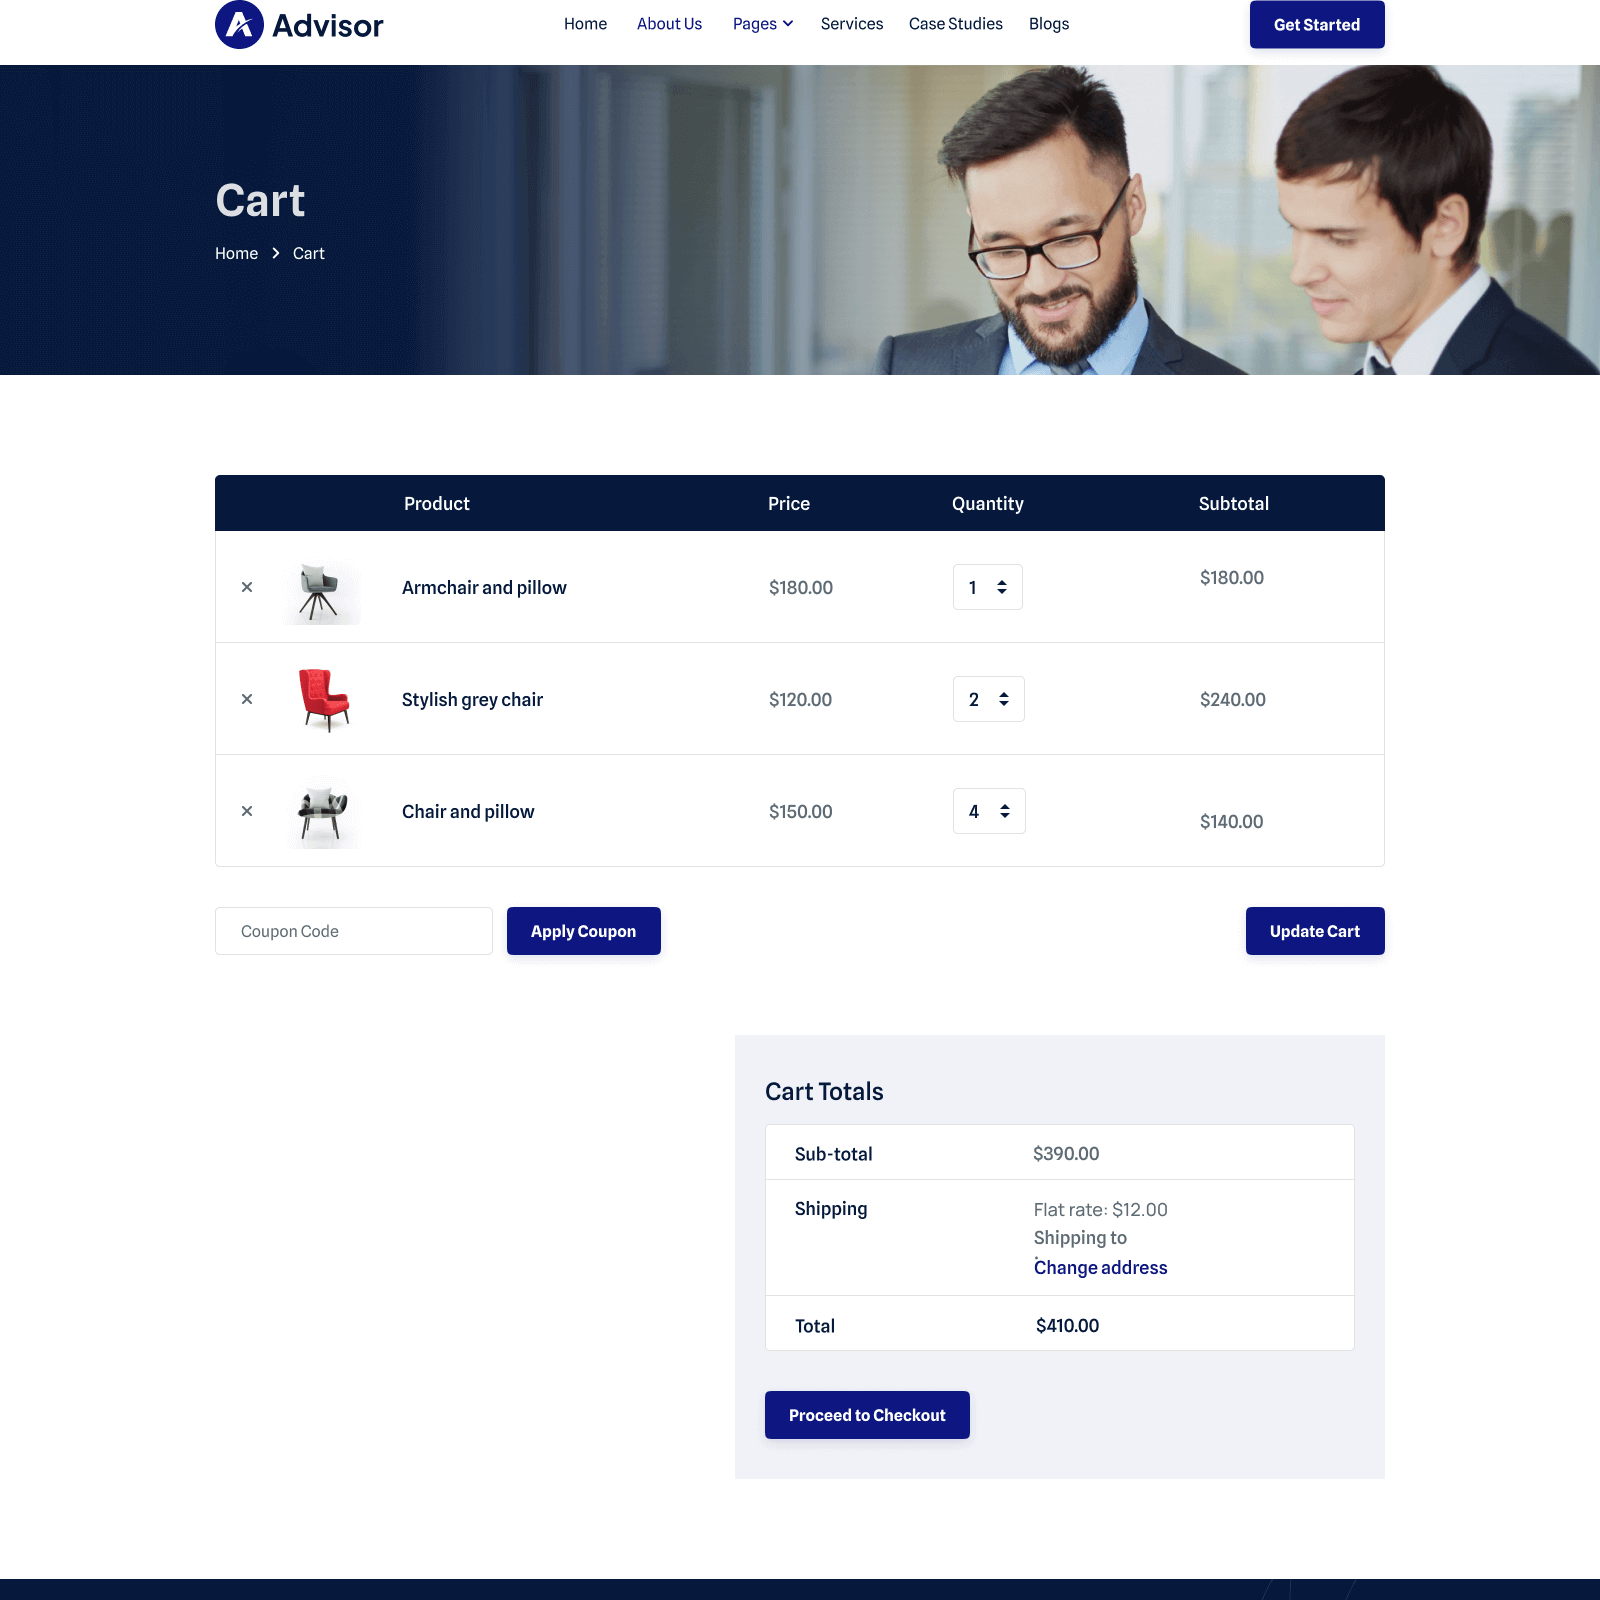 Advisor
Home About Us Pages Services Case Studies Blogs
Get Started
Cart
Home Cart
Product Price Quantity Subtotal
Armchair and pillow $180.00 1 $180.00
Stylish grey chair $120.00 2 $240.00
Chair and pillow $150.00 4 $140.00
Coupon Code Apply Coupon Update Cart
Cart Totals
Sub-total $390.00
Shipping Flat rate: $12.00
Shipping to
Change address
Total $410.00
Proceed to Checkout